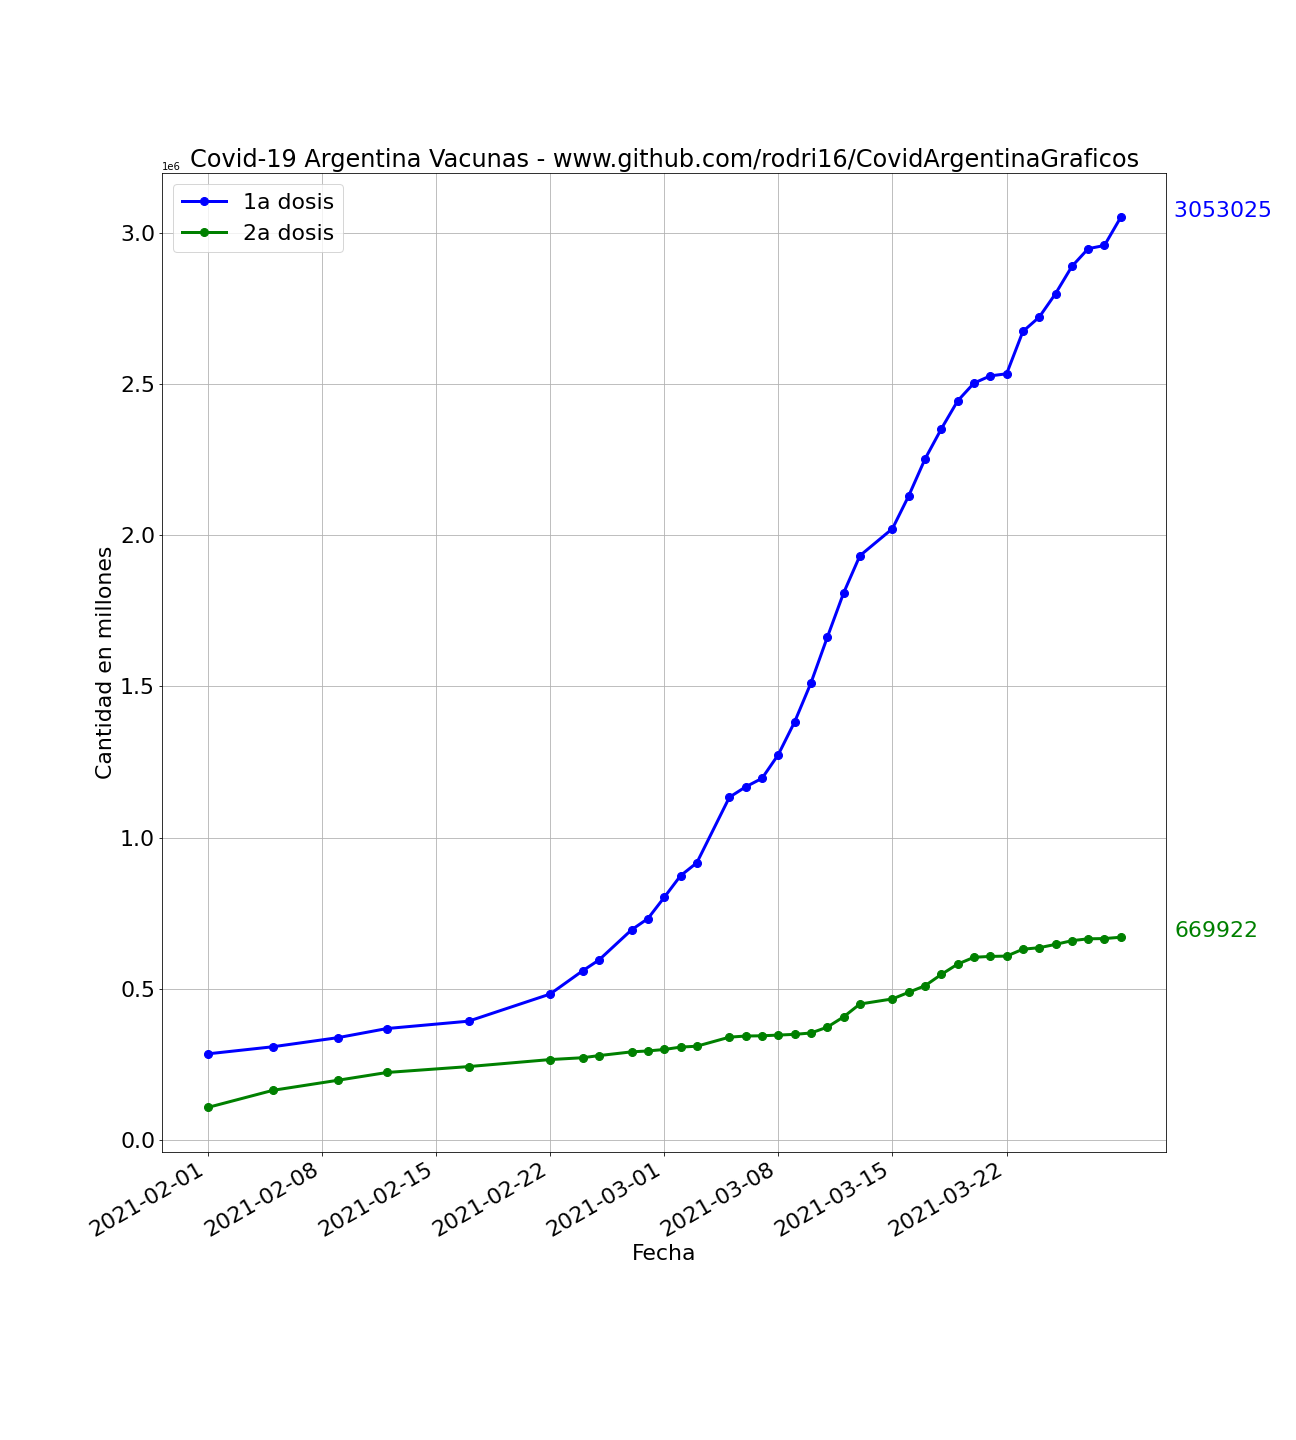 Covid-19 Argentina Vacunas - www.github.com/rodri16/CovidArgentinaGraficos
1e6
1a dosis
2a dosis
3053025
669922
3.0
2.5
2.0
1.5
1.0
0.5
0.0
Cantidad en millones
2021-02-01
2021-02-08
2021-02-15
2021-02-22
2021-03-01
2021-03-08
2021-03-15
2021-03-22
Fecha